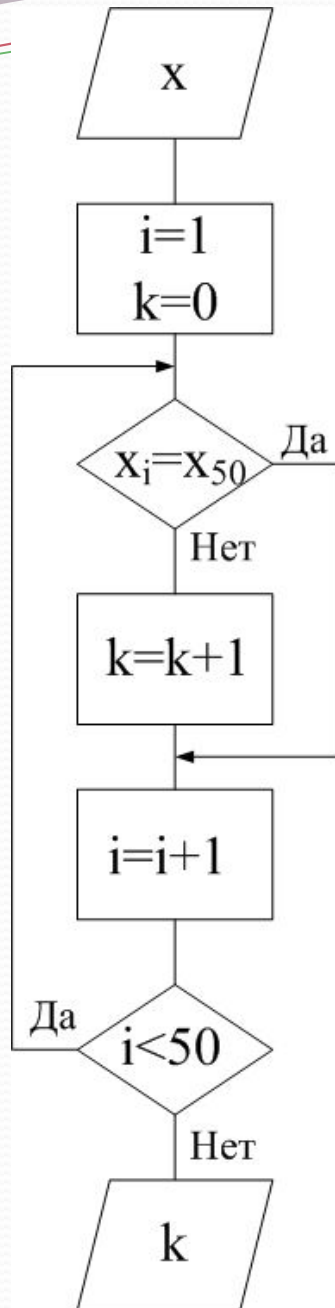 x
i=1
k=0
xᵢ=x₅₀
Да
Нет
k=k+1
i=i+1
Да
i<50
Нет
k